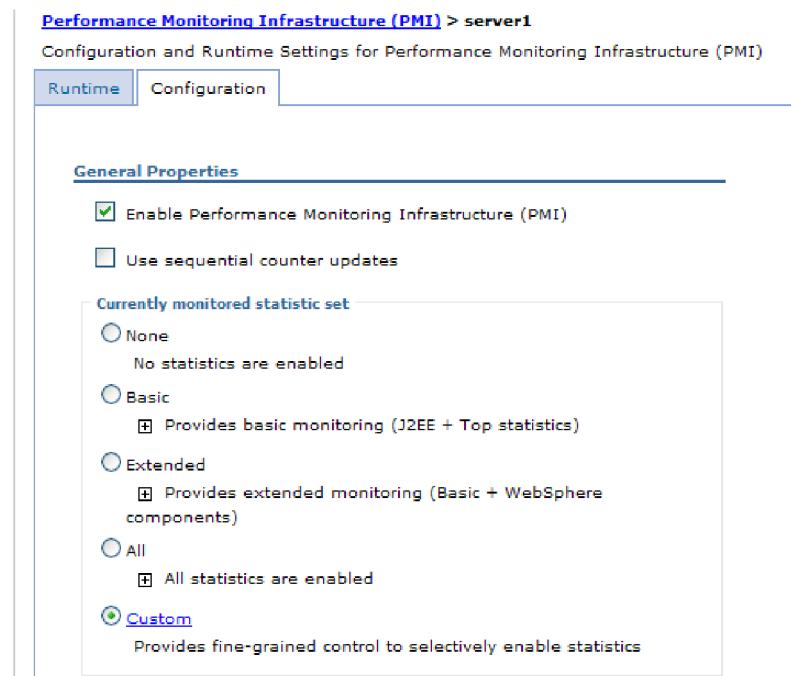 Performance Monitoring Infrastructure (PMI) > server1
Configuration and Runtime Settings for Performance Monitoring Infrastructure (PMI)
Runtime
Configuration
General Properties
Enable Performance Monitoring Infrastructure (PMI)
Use sequential counter updates
Currently monitored statistic set
None
No statistics are enabled
Basic
Provides basic monitoring (J2EE + Top statistics)
Extended
Provides extended monitoring (Basic + WebSphere
components)
All
All statistics are enabled
Custom
Provides fine-grained control to selectively enable statistics